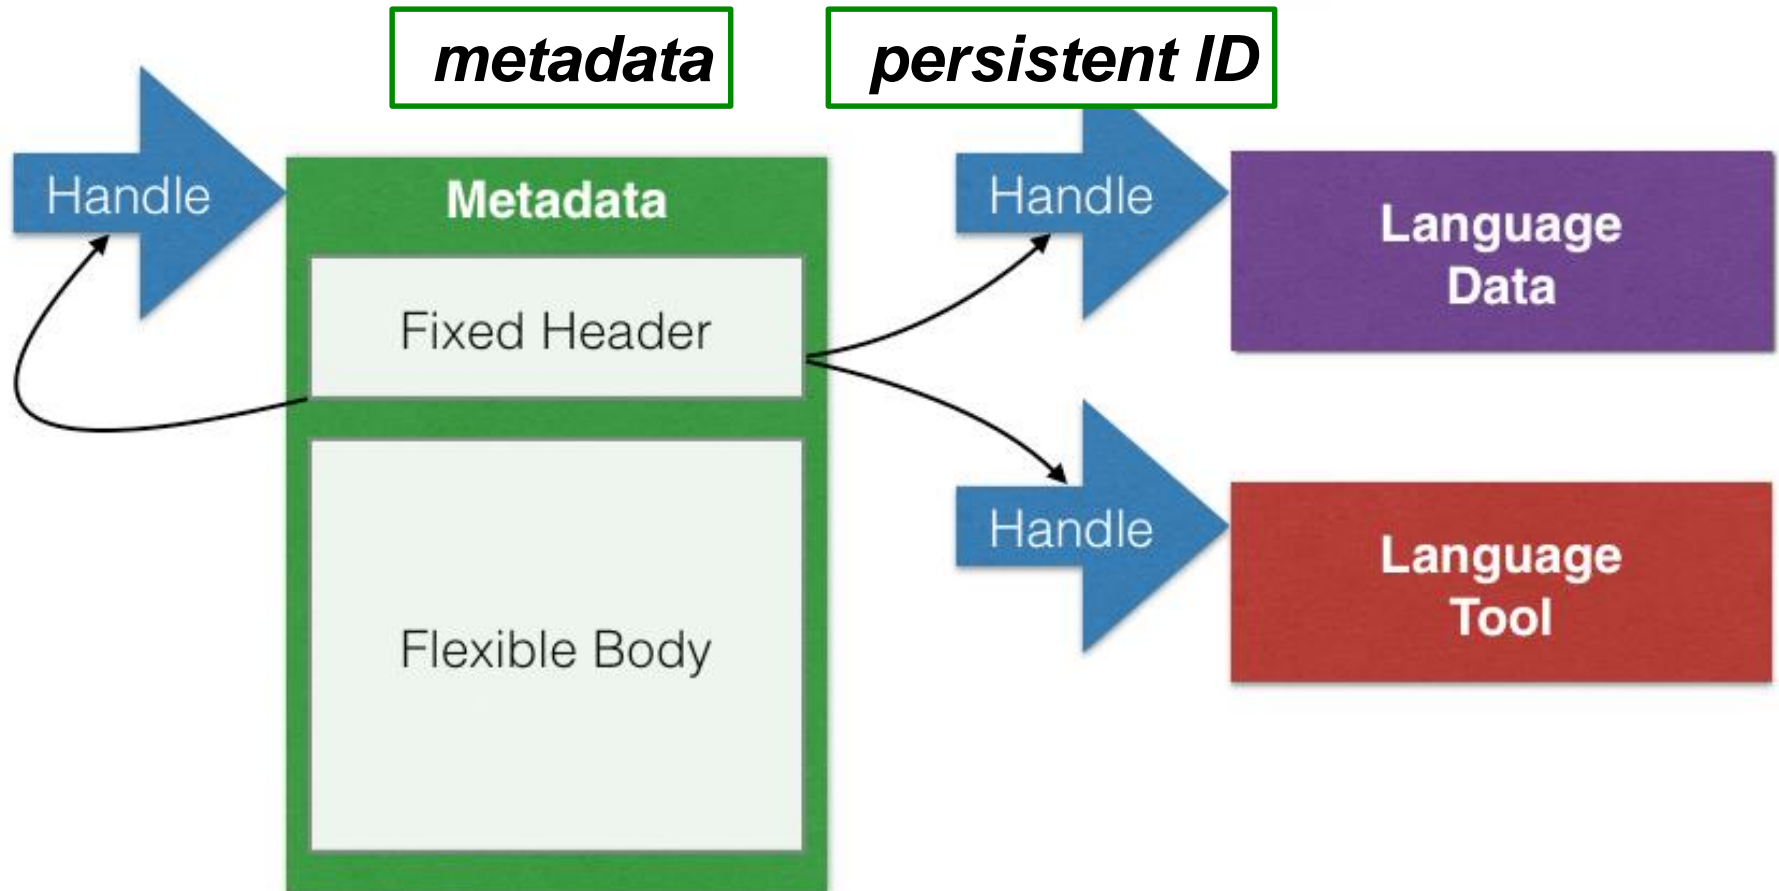 metadata
persistent ID
Handle
Metadata
Fixed Header
Flexible Body
Handle
Language
Data
Handle
Language
Tool